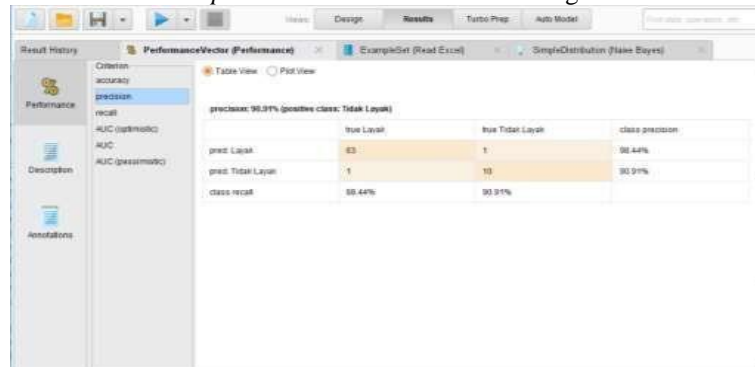 Views:
Design
Results
Turbo Prep
Auto Model
Result History
PerformanceVector (Performance)
ExampleSet (Read Excel)
SimpleDistribution (Naive Bayes)
Performance
Description
Annotations
Criterion
accuracy
precision
recall
AUC (optimistic)
AUC
AUC (pessimistic)
Table View
Plot View
precision: 90.91% (positive class: Tidak Layak)
true Layak
true Tidak Layak
class precision
pred. Layak
63
1
98.44%
pred. Tidak Layak
1
10
90.91%
class recall
98.44%
90.91%